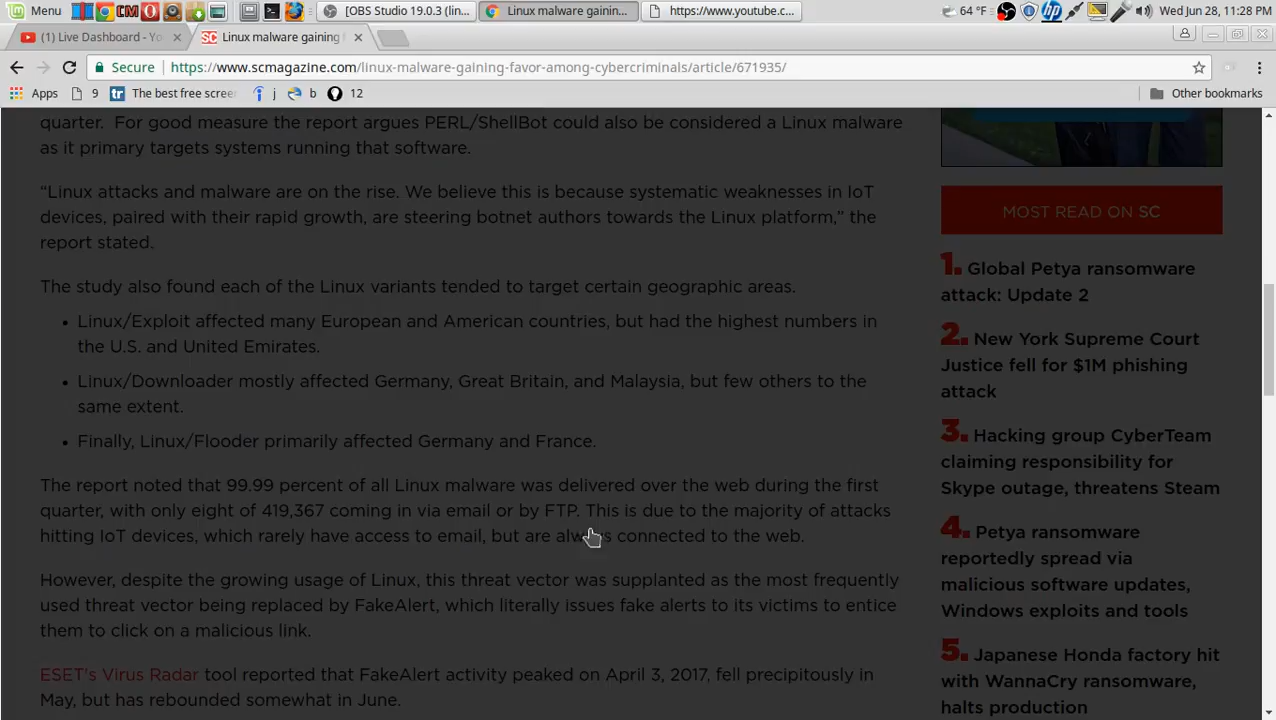 Menu
[OBS Studio 19.0.3 (lin...
Linux malware gainin...
https://www.youtube.c...
64 °F
Wed Jun 28, 11:28 PM
(1) Live Dashboard - Yo
Linux malware gaining f
Secure
https://www.scmagazine.com/linux-malware-gaining-favor-among-cybercriminals/article/671935/
Apps
9
The best free scree
j
b
12
Other bookmarks
quarter. For good measure the report argues PERL/ShellBot could also be considered a Linux malware
as it primary targets systems running that software.
“Linux attacks and malware are on the rise. We believe this is because systematic weaknesses in IoT
devices, paired with their rapid growth, are steering botnet authors towards the Linux platform,” the
report stated.
The study also found each of the Linux variants tended to target certain geographic areas.
• Linux/Exploit affected many European and American countries, but had the highest numbers in
the U.S. and United Emirates.
• Linux/Downloader mostly affected Germany, Great Britain, and Malaysia, but few others to the
same extent.
• Finally, Linux/Flooder primarily affected Germany and France.
The report noted that 99.99 percent of all Linux malware was delivered over the web during the first
quarter, with only eight of 419,367 coming in via email or by FTP. This is due to the majority of attacks
hitting IoT devices, which rarely have access to email, but are always connected to the web.
However, despite the growing usage of Linux, this threat vector was supplanted as the most frequently
used threat vector being replaced by FakeAlert, which literally issues fake alerts to its victims to entice
them to click on a malicious link.
ESET's Virus Radar tool reported that FakeAlert activity peaked on April 3, 2017, fell precipitously in
May, but has rebounded somewhat in June.
MOST READ ON SC
1. Global Petya ransomware
attack: Update 2
2. New York Supreme Court
Justice fell for $1M phishing
attack
3. Hacking group CyberTeam
claiming responsibility for
Skype outage, threatens Steam
4. Petya ransomware
reportedly spread via
malicious software updates,
Windows exploits and tools
5. Japanese Honda factory hit
with WannaCry ransomware,
halts production